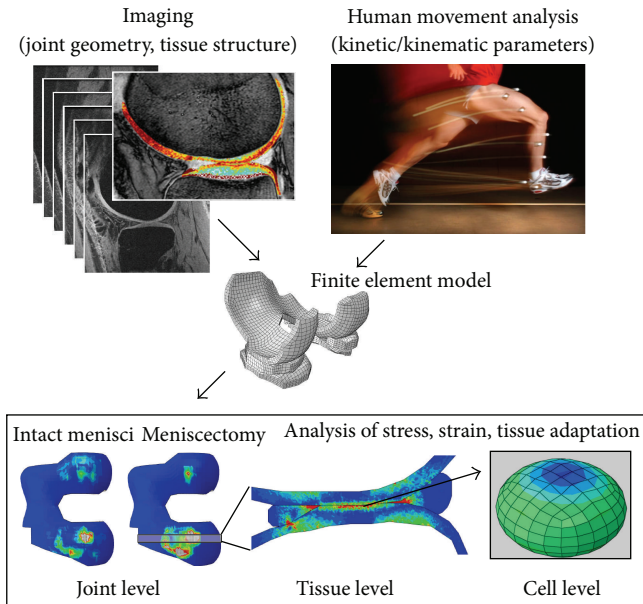 Imaging
(joint geometry, tissue structure)
Human movement analysis
(kinetic/kinematic parameters)
Finite element model
Intact menisci
Meniscectomy
Analysis of stress, strain, tissue adaptation
Joint level
Tissue level
Cell level